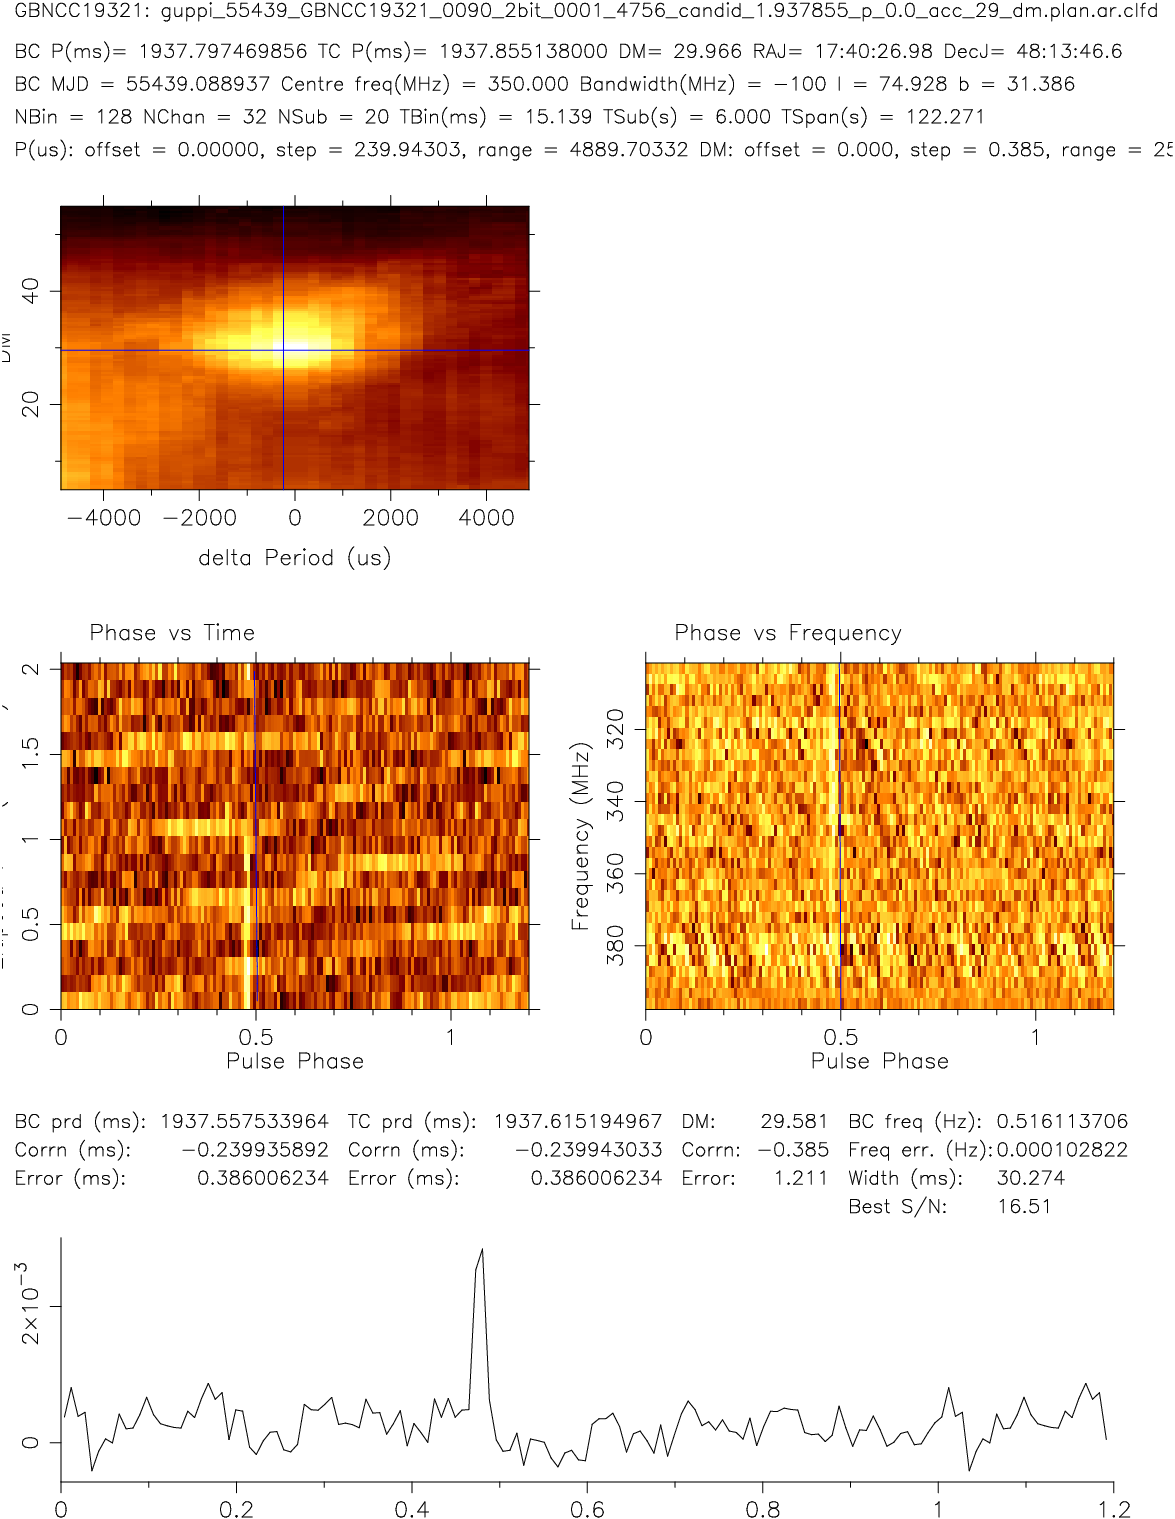 GBNCC19321: guppi_55439_GBNCC19321_0090_2bit_0001_4756_candid_1.937855_p_0.0_acc_29_dm.plan.ar.clfd
BC P(ms)= 1937.797469856 TC P(ms)= 1937.855138000 DM= 29.966 RAJ= 17:40:26.98 DecJ= 48:13:46.6
BC MJD = 55439.088937 Centre freq(MHz) = 350.000 Bandwidth(MHz) = −100 l = 74.928 b = 31.386
NBin = 128 NChan = 32 NSub = 20 TBin(ms) = 15.139 TSub(s) = 6.000 TSpan(s) = 122.271
P(us): offset = 0.00000, step = 239.94303, range = 4889.70332 DM: offset = 0.000, step = 0.385, range = 25
DM
40
20
−4000 −2000 0 2000 4000
delta Period (us)
Phase vs Time
2
1.5
1
0.5
0
0 0.5 1
Pulse Phase
Phase vs Frequency
Frequency (MHz)
320
340
360
380
0 0.5 1
Pulse Phase
BC prd (ms): 1937.557533964 TC prd (ms): 1937.615194967 DM: 29.581 BC freq (Hz): 0.516113706
Corrn (ms): −0.239935892 Corrn (ms): −0.239943033 Corrn: −0.385 Freq err. (Hz): 0.000102822
Error (ms): 0.386006234 Error (ms): 0.386006234 Error: 1.211 Width (ms): 30.274
Best S/N: 16.51
2×10−3
0
0 0.2 0.4 0.6 0.8 1 1.2